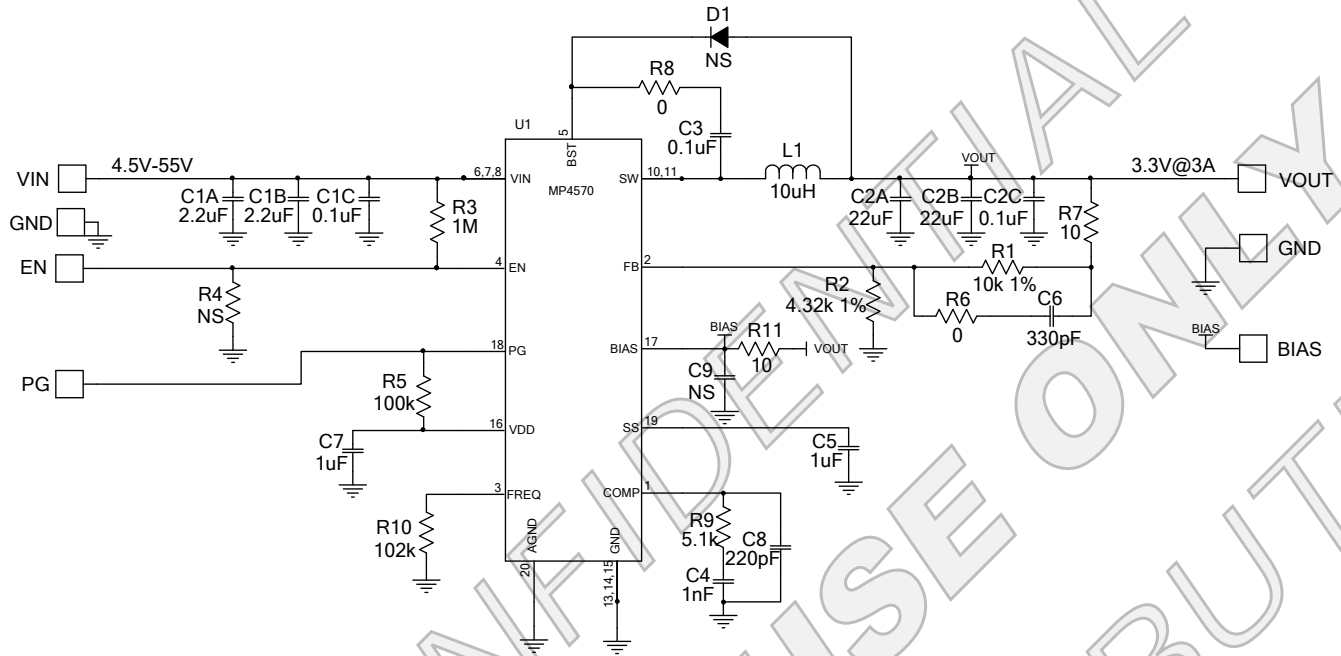 D1
NS
R8
0
U1
5
BST
C3
0.1uF
L1
10uH
VIN
4.5V-55V
6,7,8
VIN
MP4570
SW
10,11
VOUT
3.3V@3A
VOUT
C1A
2.2uF
C1B
2.2uF
C1C
0.1uF
R3
1M
C2A
22uF
C2B
22uF
C2C
0.1uF
R7
10
GND
GND
EN
4
EN
FB
2
R1
10k 1%
R4
NS
R2
4.32k 1%
R6
0
C6
330pF
18
PG
BIAS
17
BIAS
R11
10
VOUT
BIAS
BIAS
PG
R5
100k
C9
NS
16
VDD
SS
19
C7
1uF
C5
1uF
3
FREQ
COMP
1
R10
102k
AGND
20
GND
13,14,15
R9
5.1k
C8
220pF
C4
1nF
NFIDENTIAL
USE ONLY
BUT